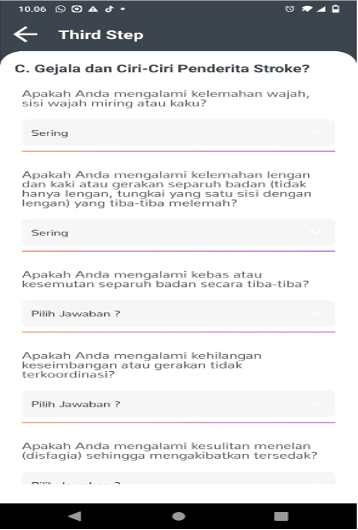 10.06
Third Step
C. Gejala dan Ciri-Ciri Penderita Stroke?
Apakah Anda mengalami kelemahan wajah,
sisi wajah miring atau kaku?
Sering
Apakah Anda mengalami kelemahan lengan
dan kaki atau gerakan separuh badan (tidak
hanya lengan, tungkai yang satu sisi dengan
lengan) yang tiba-tiba melemah?
Sering
Apakah Anda mengalami kebas atau
kesemutan separuh badan secara tiba-tiba?
Pilih Jawaban ?
Apakah Anda mengalami kehilangan
keseimbangan atau gerakan tidak
terkoordinasi?
Pilih Jawaban ?
Apakah Anda mengalami kesulitan menelan
(disfagia) sehingga mengakibatkan tersedak?